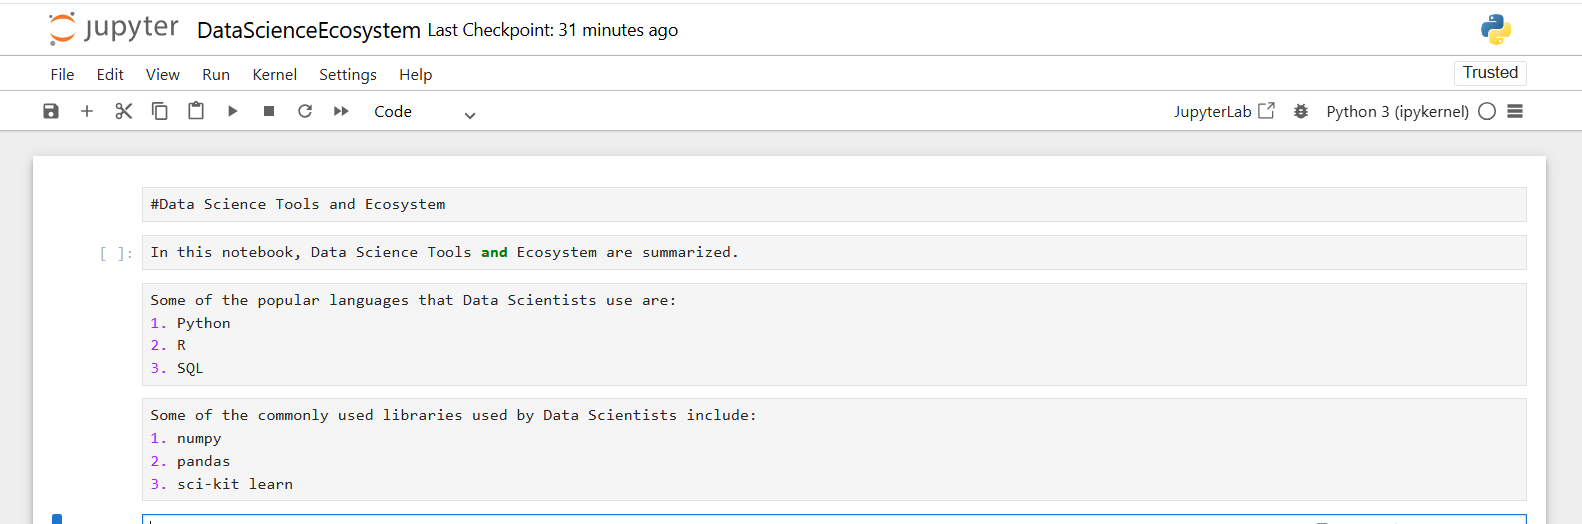 jupyter DataScienceEcosystem Last Checkpoint: 31 minutes ago
File Edit View Run Kernel Settings Help
Trusted
Code
JupyterLab Python 3 (ipykernel)
#Data Science Tools and Ecosystem
[ ]: In this notebook, Data Science Tools and Ecosystem are summarized.
Some of the popular languages that Data Scientists use are:
1. Python
2. R
3. SQL
Some of the commonly used libraries used by Data Scientists include:
1. numpy
2. pandas
3. sci-kit learn